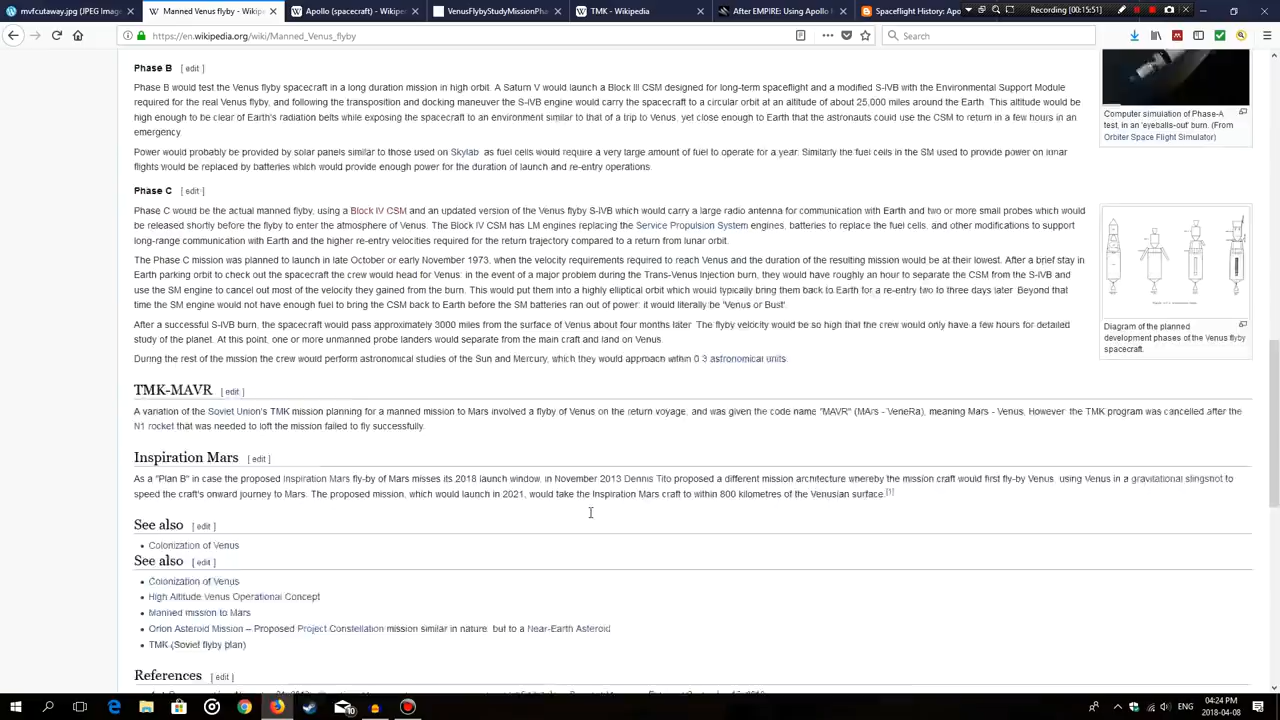 mvfcutaway.jpg (JPEG Image
Manned Venus flyby - Wikip
Apollo (spacecraft) - Wikipe
VenusFlybyStudyMissionPh
TMK - Wikipedia
After EMPIRE: Using Apollo
Spaceflight History: Ap
Recording [00:15:51]
https://en.wikipedia.org/wiki/Manned_Venus_flyby
Search
Phase B [ edit ]
Phase B would test the Venus flyby spacecraft in a long duration mission in high orbit. A Saturn V would launch a Block III CSM designed for long-term spaceflight and a modified S-IVB with the Environmental Support Module
required for the real Venus flyby, and following the transposition and docking maneuver the S-IVB engine would carry the spacecraft to a circular orbit at an altitude of about 25,000 miles around the Earth. This altitude would be
high enough to be clear of Earth's radiation belts while exposing the spacecraft to an environment similar to that of a trip to Venus, yet close enough to Earth that the astronauts could use the CSM to return in a few hours in an
emergency.
Power would probably be provided by solar panels similar to those used on Skylab, as fuel cells would require a very large amount of fuel to operate for a year. Similarly the fuel cells in the SM used to provide power on lunar
flights would be replaced by batteries which would provide enough power for the duration of launch and re-entry operations.
Computer simulation of Phase-A
test, in an 'eyeballs-out' burn. (From
Orbiter Space Flight Simulator)
Phase C [ edit ]
Phase C would be the actual manned flyby, using a Block IV CSM and an updated version of the Venus flyby S-IVB which would carry a large radio antenna for communication with Earth and two or more small probes which would
be released shortly before the flyby to enter the atmosphere of Venus. The Block IV CSM has LM engines replacing the Service Propulsion System engines, batteries to replace the fuel cells, and other modifications to support
long-range communication with Earth and the higher re-entry velocities required for the return trajectory compared to a return from lunar orbit.
The Phase C mission was planned to launch in late October or early November 1973, when the velocity requirements required to reach Venus and the duration of the resulting mission would be at their lowest. After a brief stay in
Earth parking orbit to check out the spacecraft the crew would head for Venus: in the event of a major problem during the Trans-Venus Injection burn, they would have roughly an hour to separate the CSM from the S-IVB and
use the SM engine to cancel out most of the velocity they gained from the burn. This would put them into a highly elliptical orbit which would typically bring them back to Earth for a re-entry two to three days later. Beyond that
time the SM engine would not have enough fuel to bring the CSM back to Earth before the SM batteries ran out of power: it would literally be 'Venus or Bust'.
After a successful S-IVB burn, the spacecraft would pass approximately 3000 miles from the surface of Venus about four months later. The flyby velocity would be so high that the crew would only have a few hours for detailed
study of the planet. At this point, one or more unmanned probe landers would separate from the main craft and land on Venus.
During the rest of the mission the crew would perform astronomical studies of the Sun and Mercury, which they would approach within 0.3 astronomical units.
Diagram of the planned
development phases of the Venus flyby
spacecraft.
TMK-MAVR [ edit ]
A variation of the Soviet Union's TMK mission planning for a manned mission to Mars involved a flyby of Venus on the return voyage, and was given the code name "MAVR" (MArs - VeneRa), meaning Mars - Venus. However, the TMK program was cancelled after the
N1 rocket that was needed to loft the mission failed to fly successfully.
Inspiration Mars [ edit ]
As a "Plan B" in case the proposed Inspiration Mars fly-by of Mars misses its 2018 launch window, in November 2013 Dennis Tito proposed a different mission architecture whereby the mission craft would first fly-by Venus, using Venus in a gravitational slingshot to
speed the craft's onward journey to Mars. The proposed mission, which would launch in 2021, would take the Inspiration Mars craft to within 800 kilometres of the Venusian surface.[1]
See also [ edit ]
Colonization of Venus
See also [ edit ]
Colonization of Venus
High Altitude Venus Operational Concept
Manned mission to Mars
Orion Asteroid Mission – Proposed Project Constellation mission similar in nature, but to a Near-Earth Asteroid
TMK (Soviet flyby plan)
References [ edit ]
ENG
04:24 PM
2018-04-08